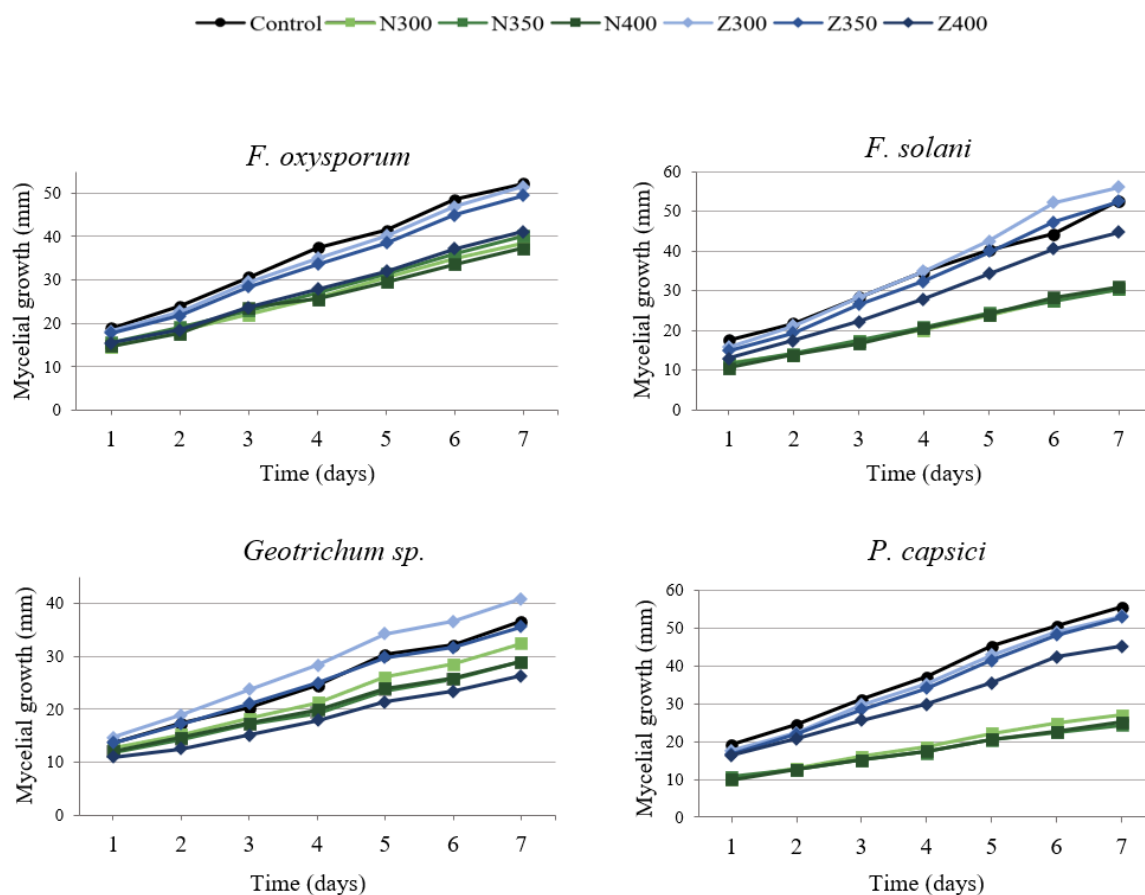 Control N300 N350 N400 Z300 Z350 Z400
F. oxysporum
Mycelial growth (mm)
50
40
30
20
10
0
1 2 3 4 5 6 7
Time (days)
F. solani
Mycelial growth (mm)
60
50
40
30
20
10
0
1 2 3 4 5 6 7
Time (days)
Geotrichum sp.
Mycelial growth (mm)
40
30
20
10
0
1 2 3 4 5 6 7
Time (days)
P. capsici
Mycelial growth (mm)
60
50
40
30
20
10
0
1 2 3 4 5 6 7
Time (days)